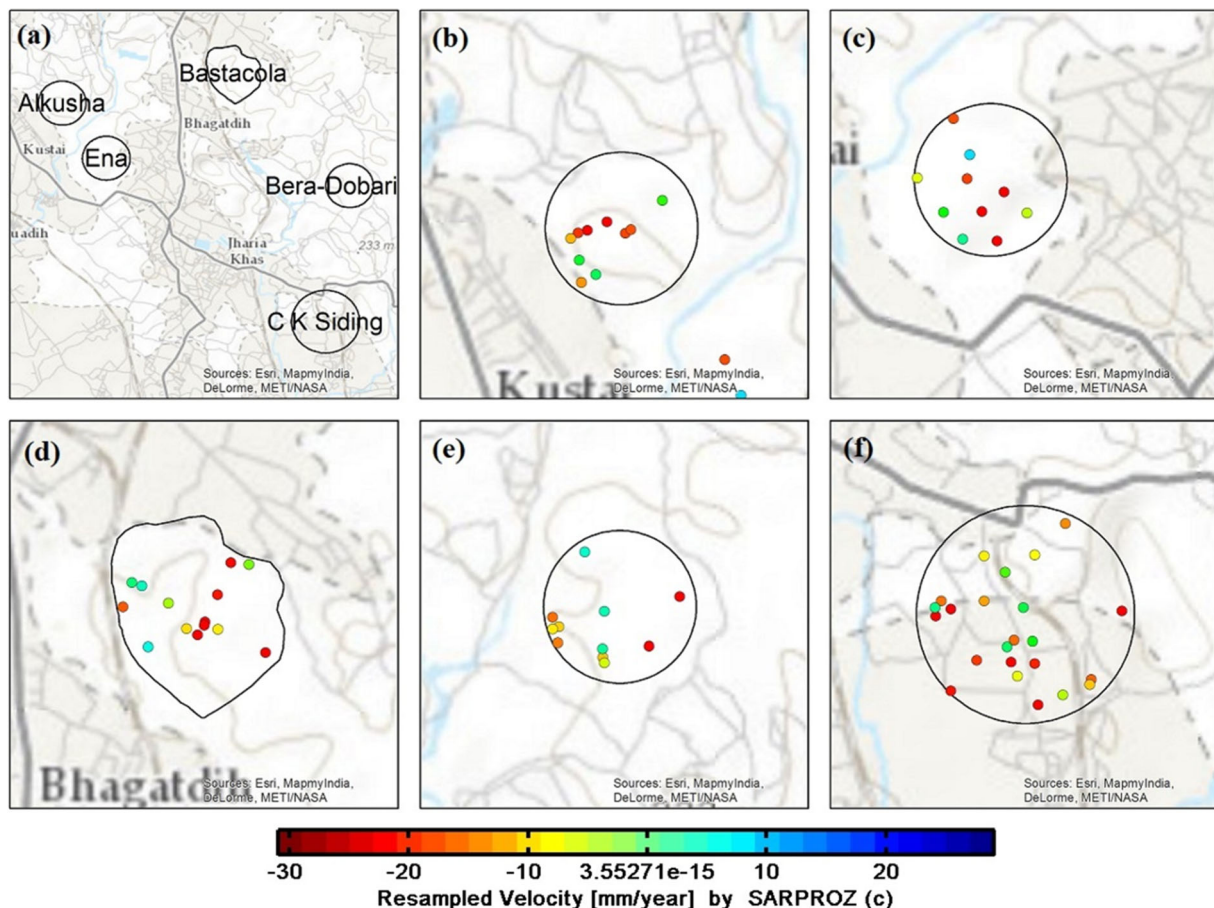 (a)
Bastacola
Alkusha
Bhagatdih
Kustai
Ena
Bera-Dobari
uadih
Jharia
Khas
233 m
C K Siding
Sources: Esri, MapmyIndia,
DeLorme, METI/NASA
(b)
Kustai
Sources: Esri, MapmyIndia,
DeLorme, METI/NASA
(c)
ai
Sources: Esri, MapmyIndia,
DeLorme, METI/NASA
(d)
Bhagatdih
Sources: Esri, MapmyIndia,
DeLorme, METI/NASA
(e)
Sources: Esri, MapmyIndia,
DeLorme, METI/NASA
(f)
Sources: Esri, MapmyIndia,
DeLorme, METI/NASA
-30 -20 -10 3.55271e-15 10 20
Resampled Velocity [mm/year] by SARPROZ (c)